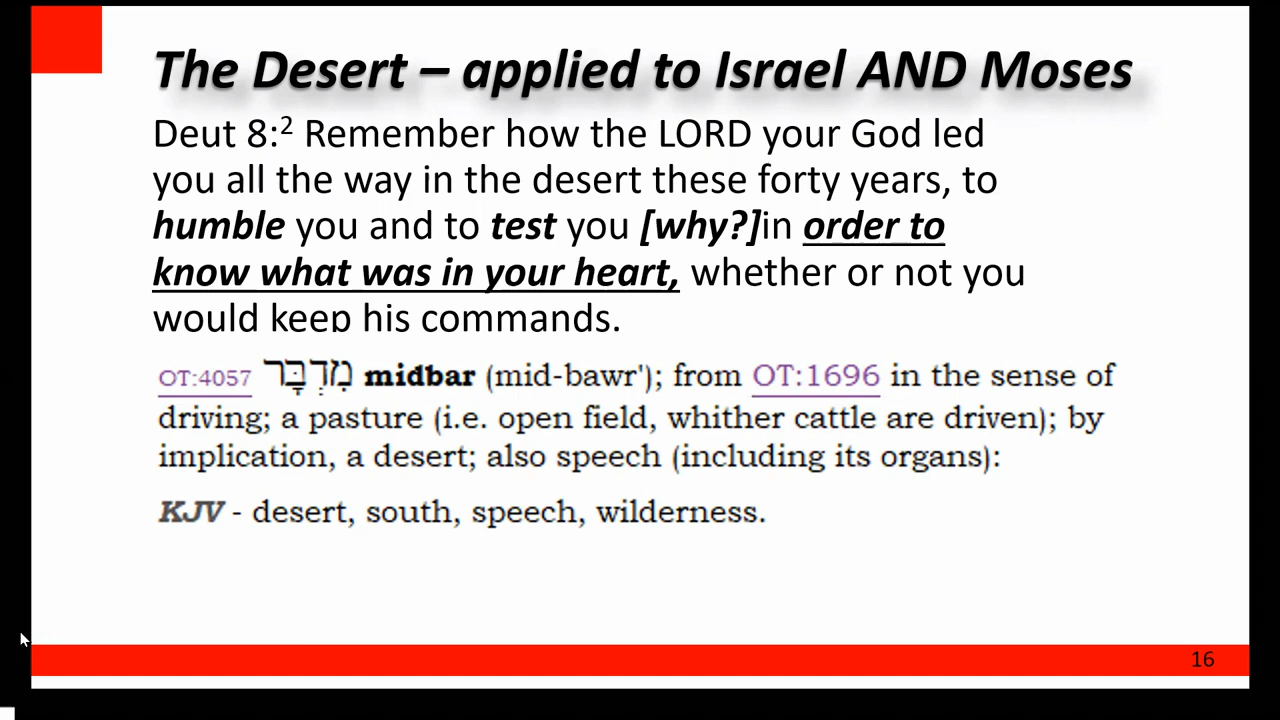 The Desert – applied to Israel AND Moses
Deut 8:2 Remember how the LORD your God led
you all the way in the desert these forty years, to
humble you and to test you [why?]in order to
know what was in your heart, whether or not you
would keep his commands.
OT:4057 מִדְבָּר midbar (mid-bawr'); from OT:1696 in the sense of
driving; a pasture (i.e. open field, whither cattle are driven); by
implication, a desert; also speech (including its organs):
KJV - desert, south, speech, wilderness.
16